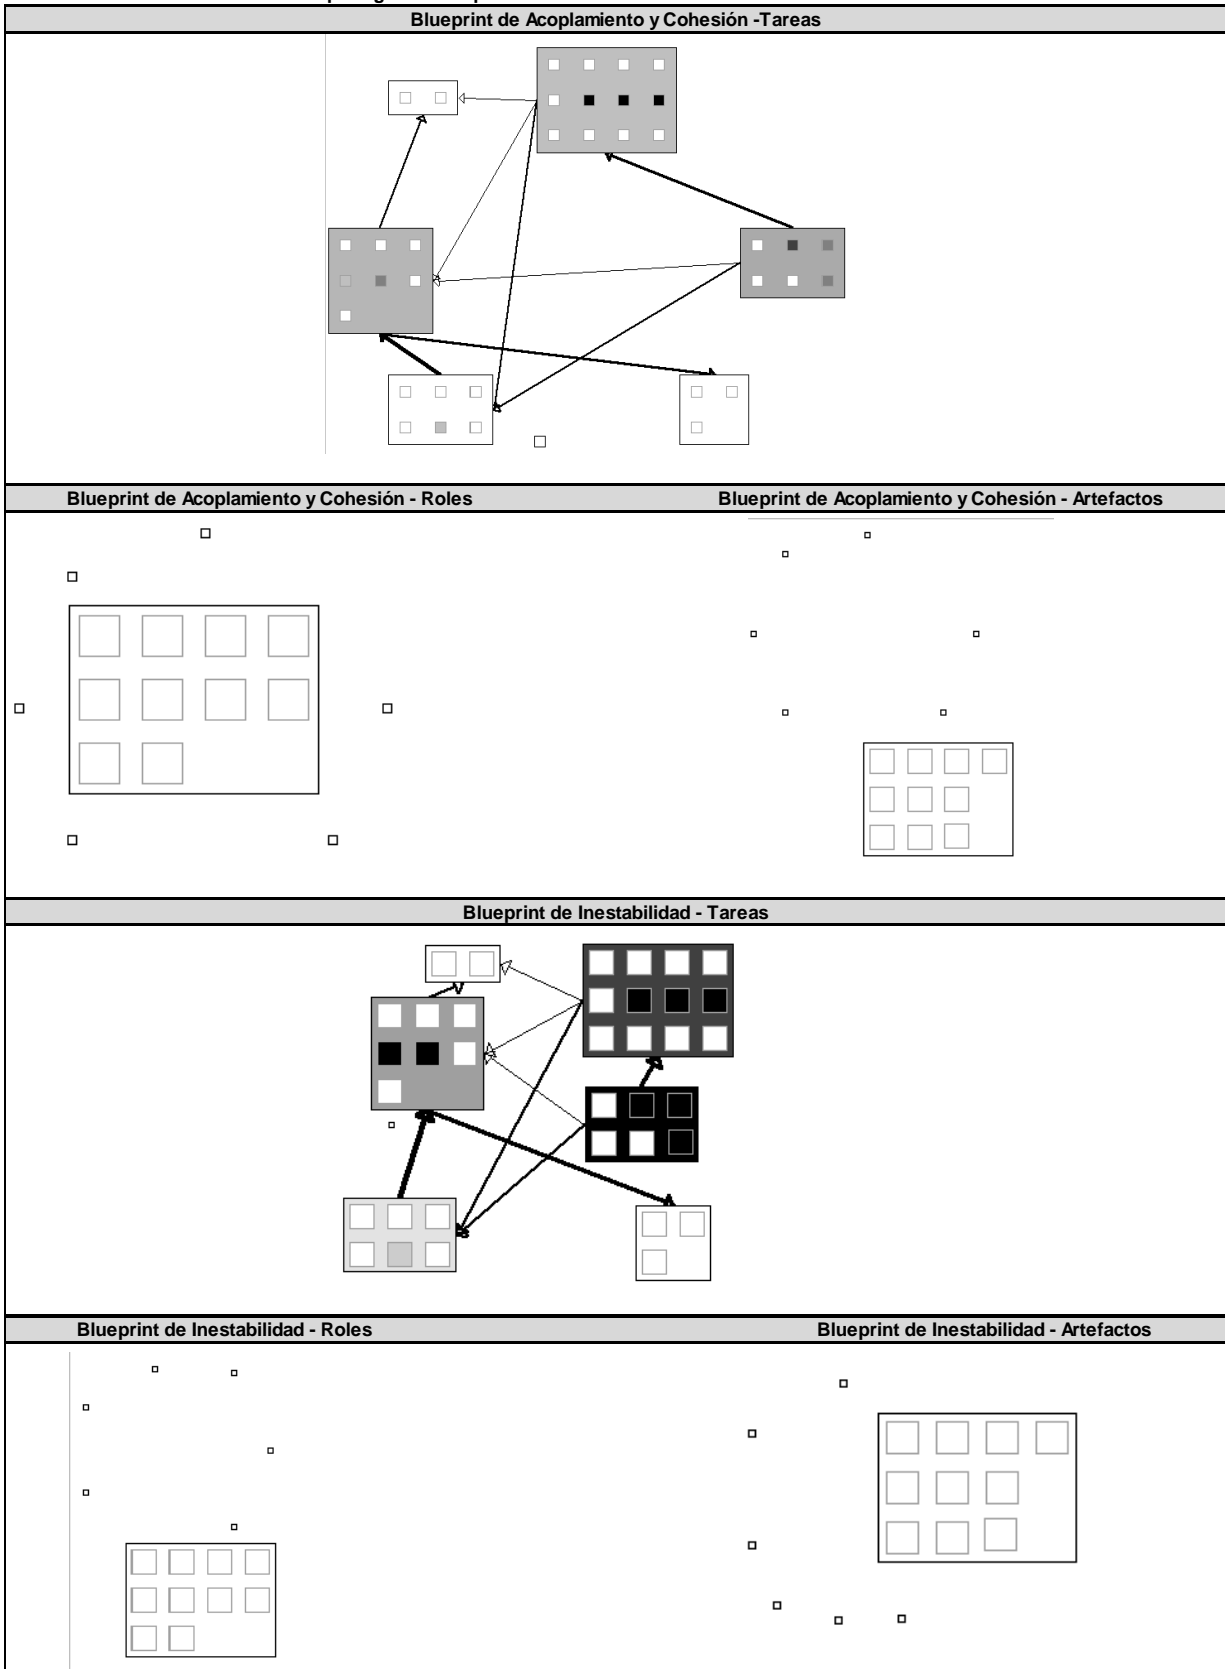 Blueprint de Acoplamiento y Cohesión -Tareas
Blueprint de Acoplamiento y Cohesión - Roles
Blueprint de Acoplamiento y Cohesión - Artefactos
Blueprint de Inestabilidad - Tareas
Blueprint de Inestabilidad - Roles
Blueprint de Inestabilidad - Artefactos